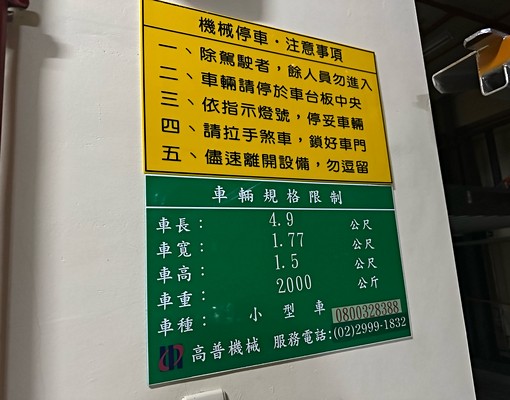 機械停車・注意事項
一、除駕駛者，餘人員勿進入
二、車輛請停於車台板中央
三、依指示燈號，停妥車輛
四、請拉手煞車，鎖好車門
五、儘速離開設備，勿逗留
車輛規格限制
車長： 4.9 公尺
車寬： 1.77 公尺
車高： 1.5 公尺
車重： 2000 公斤
車種： 小型車 0800328388
高普機械 服務電話:(02)2999-1832